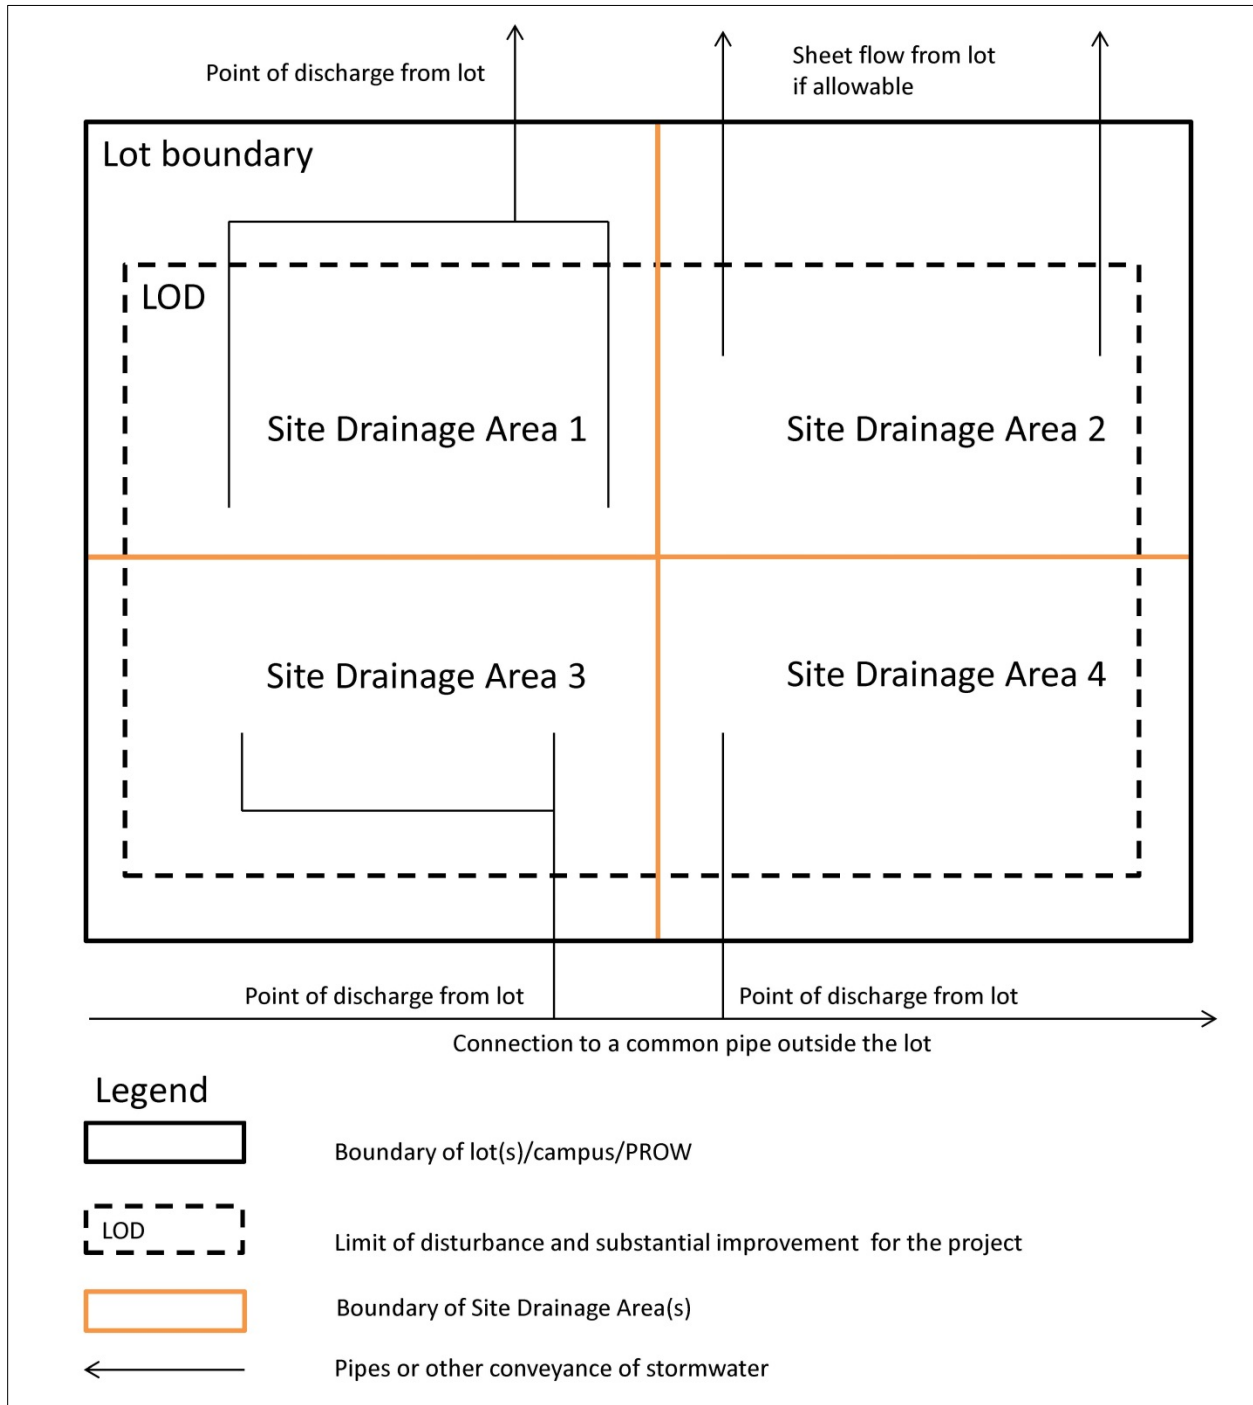 Point of discharge from lot
Sheet flow from lot
if allowable
Lot boundary
LOD
Site Drainage Area 1
Site Drainage Area 2
Site Drainage Area 3
Site Drainage Area 4
Point of discharge from lot
Point of discharge from lot
Connection to a common pipe outside the lot
Legend
Boundary of lot(s)/campus/PROW
LOD
Limit of disturbance and substantial improvement for the project
Boundary of Site Drainage Area(s)
Pipes or other conveyance of stormwater